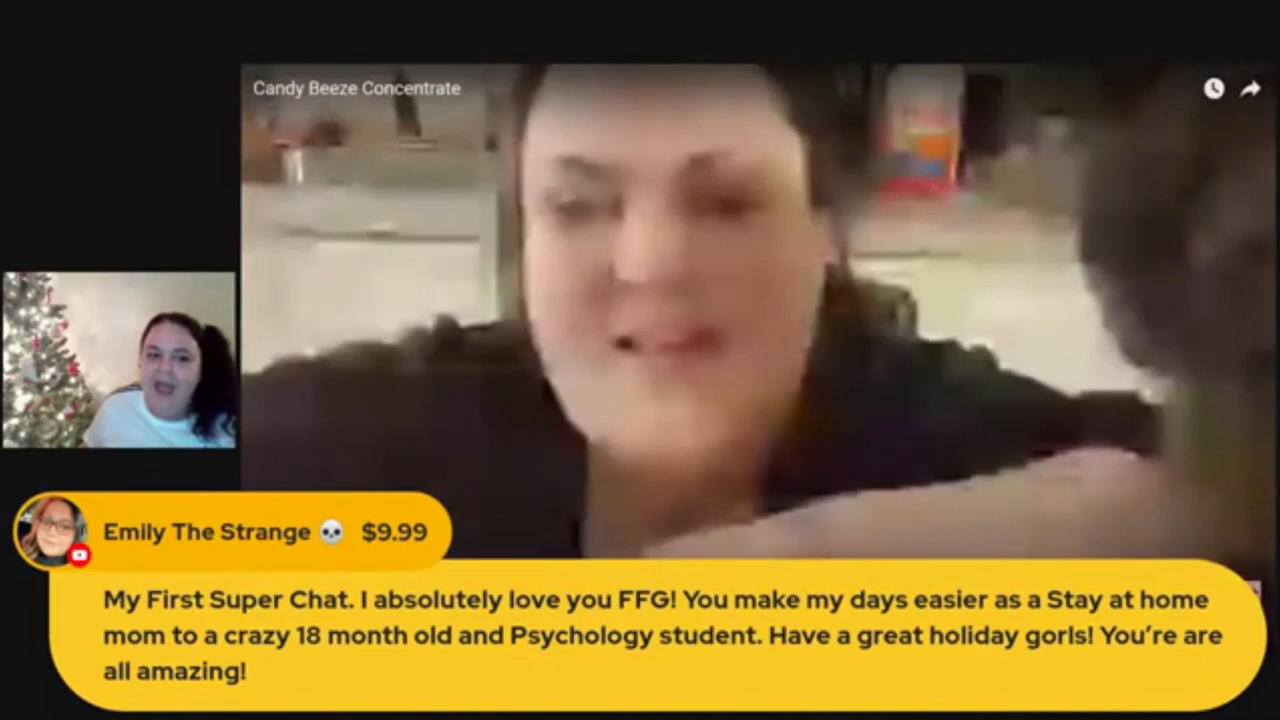 Candy Beeze Concentrate
Emily The Strange 💀 $9.99
My First Super Chat. I absolutely love you FFG! You make my days easier as a Stay at home
mom to a crazy 18 month old and Psychology student. Have a great holiday gorls! You’re are
all amazing!